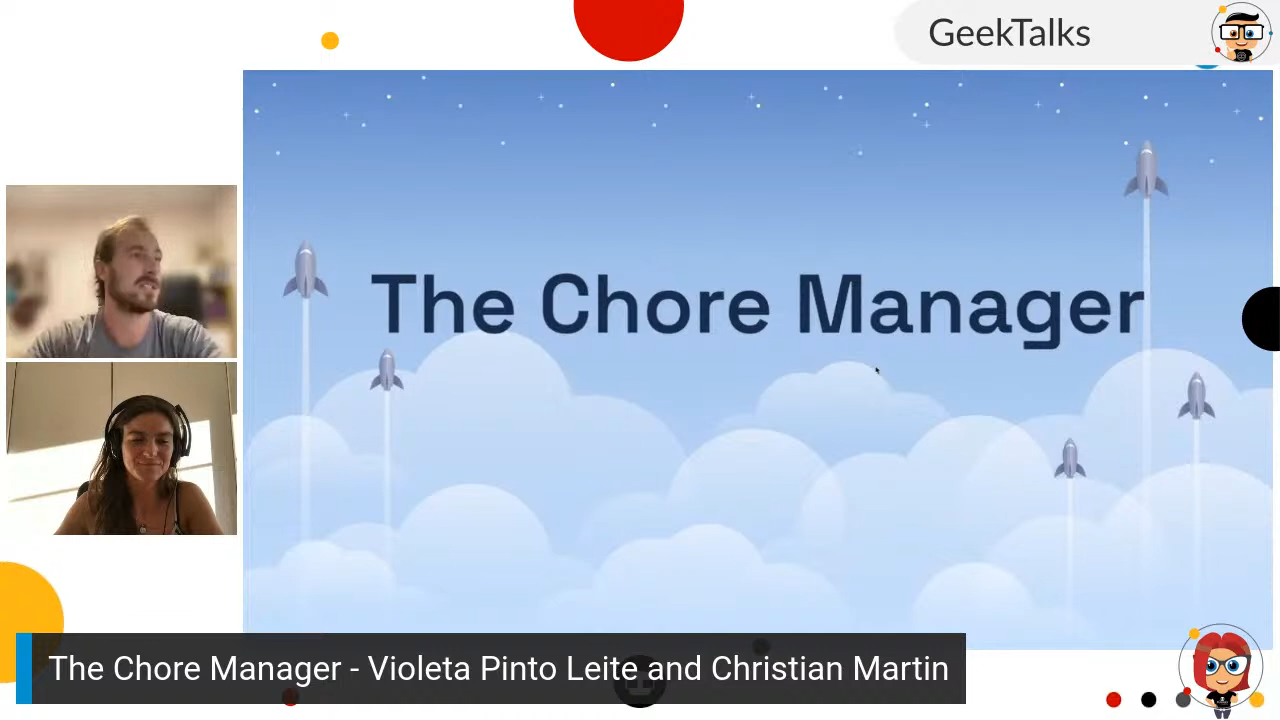 GeekTalks
The Chore Manager
The Chore Manager - Violeta Pinto Leite and Christian Martin